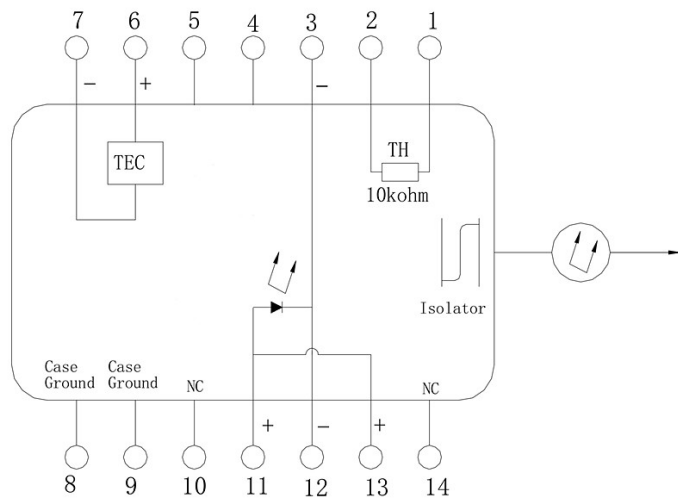 7 6 5 4 3 2 1
- + -
TEC
TH
10kohm
Isolator
Case
Ground
Case
Ground
NC
NC
+ - +
8 9 10 11 12 13 14